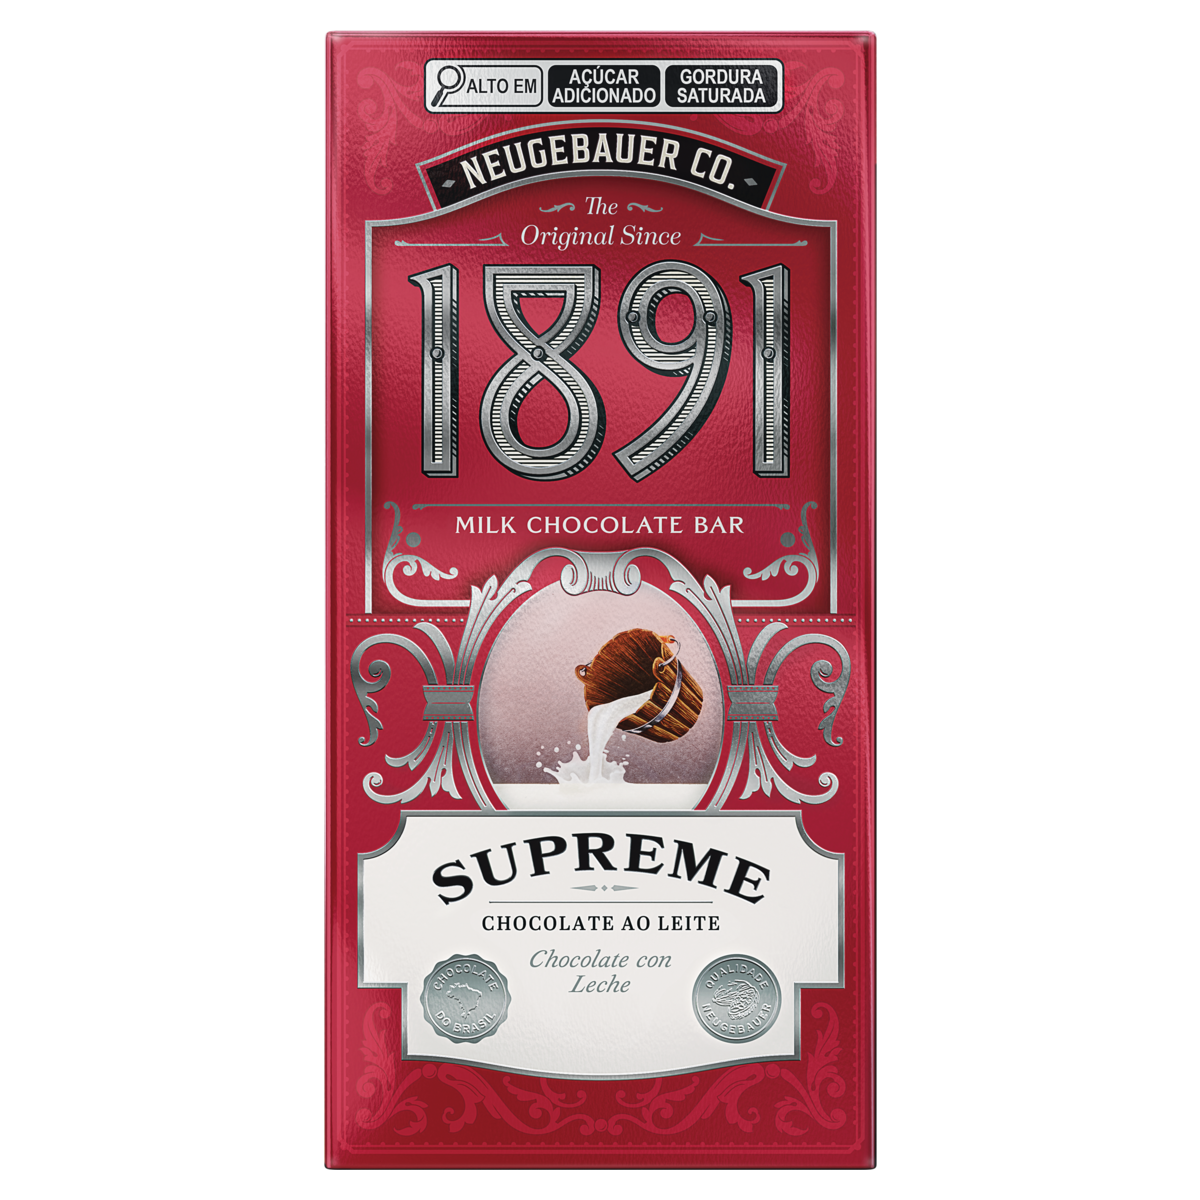 ALTO EM
AÇÚCAR
ADICIONADO
GORDURA
SATURADA
NEUGEBAUER CO.
The
Original Since
1891
MILK CHOCOLATE BAR
SUPREME
CHOCOLATE AO LEITE
Chocolate con
Leche
CHOCOLATE
DO BRASIL
QUALIDADE
NEUGEBAUER